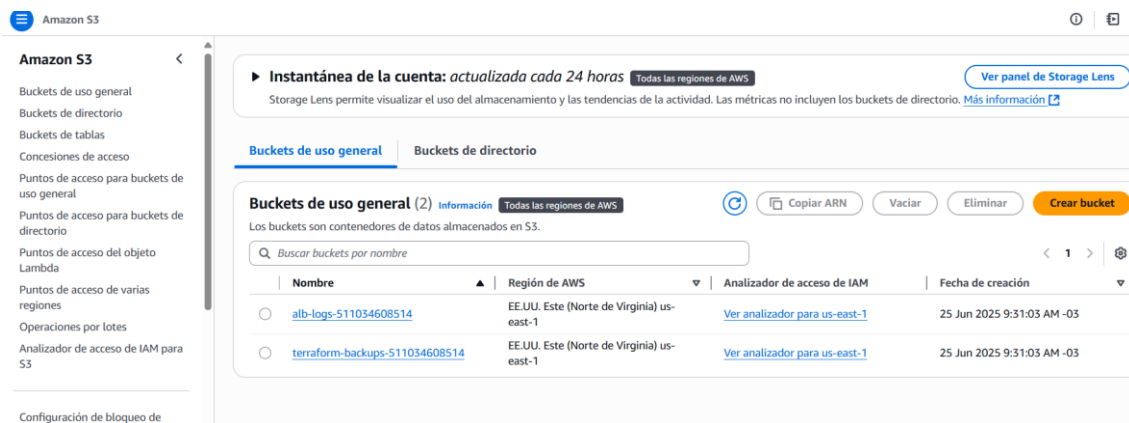 Amazon S3
Amazon S3
Buckets de uso general
Buckets de directorio
Buckets de tablas
Concesiones de acceso
Puntos de acceso para buckets de
uso general
Puntos de acceso para buckets de
directorio
Puntos de acceso del objeto
Lambda
Puntos de acceso de varias
regiones
Operaciones por lotes
Analizador de acceso de IAM para
S3
Configuración de bloqueo de
Instantánea de la cuenta: actualizada cada 24 horas Todas las regiones de AWS
Ver panel de Storage Lens
Storage Lens permite visualizar el uso del almacenamiento y las tendencias de la actividad. Las métricas no incluyen los buckets de directorio. Más información
Buckets de uso general Buckets de directorio
Buckets de uso general (2) Información Todas las regiones de AWS
Copiar ARN Vaciar Eliminar Crear bucket
Los buckets son contenedores de datos almacenados en S3.
Buscar buckets por nombre
1
Nombre Región de AWS Analizador de acceso de IAM Fecha de creación
alb-logs-511034608514 EE.UU. Este (Norte de Virginia) us-
east-1 Ver analizador para us-east-1 25 Jun 2025 9:31:03 AM -03
terraform-backups-511034608514 EE.UU. Este (Norte de Virginia) us-
east-1 Ver analizador para us-east-1 25 Jun 2025 9:31:03 AM -03